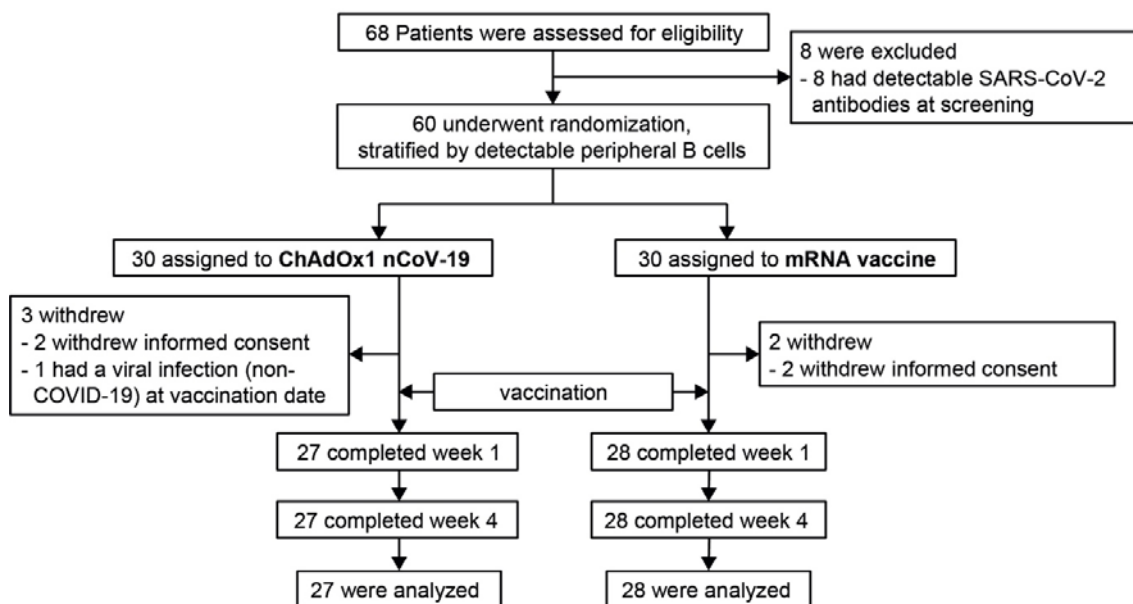 68 Patients were assessed for eligibility
8 were excluded
- 8 had detectable SARS-CoV-2
antibodies at screening
60 underwent randomization,
stratified by detectable peripheral B cells
30 assigned to ChAdOx1 nCoV-19
30 assigned to mRNA vaccine
3 withdrew
- 2 withdrew informed consent
- 1 had a viral infection (non-
COVID-19) at vaccination date
2 withdrew
- 2 withdrew informed consent
vaccination
27 completed week 1
28 completed week 1
27 completed week 4
28 completed week 4
27 were analyzed
28 were analyzed